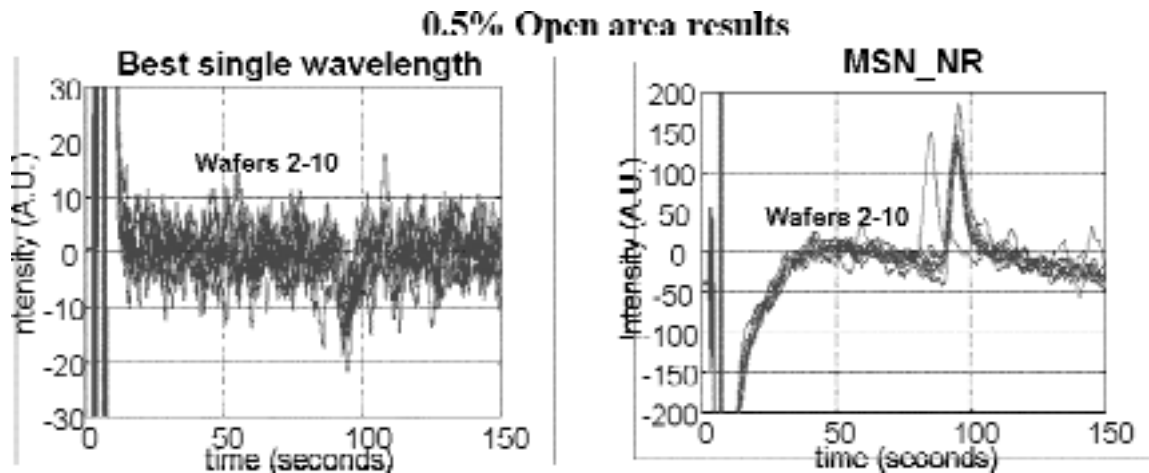 0.5% Open area results
Best single wavelength
30
20
10
0
-10
-20
-30
ntensity (A.U.)
Wafers 2-10
0
50
100
150
time (seconds)
MSN_NR
200
150
100
50
0
-50
-100
-150
-200
Intensity (A.U.)
Wafers 2-10
0
50
100
150
time (seconds)